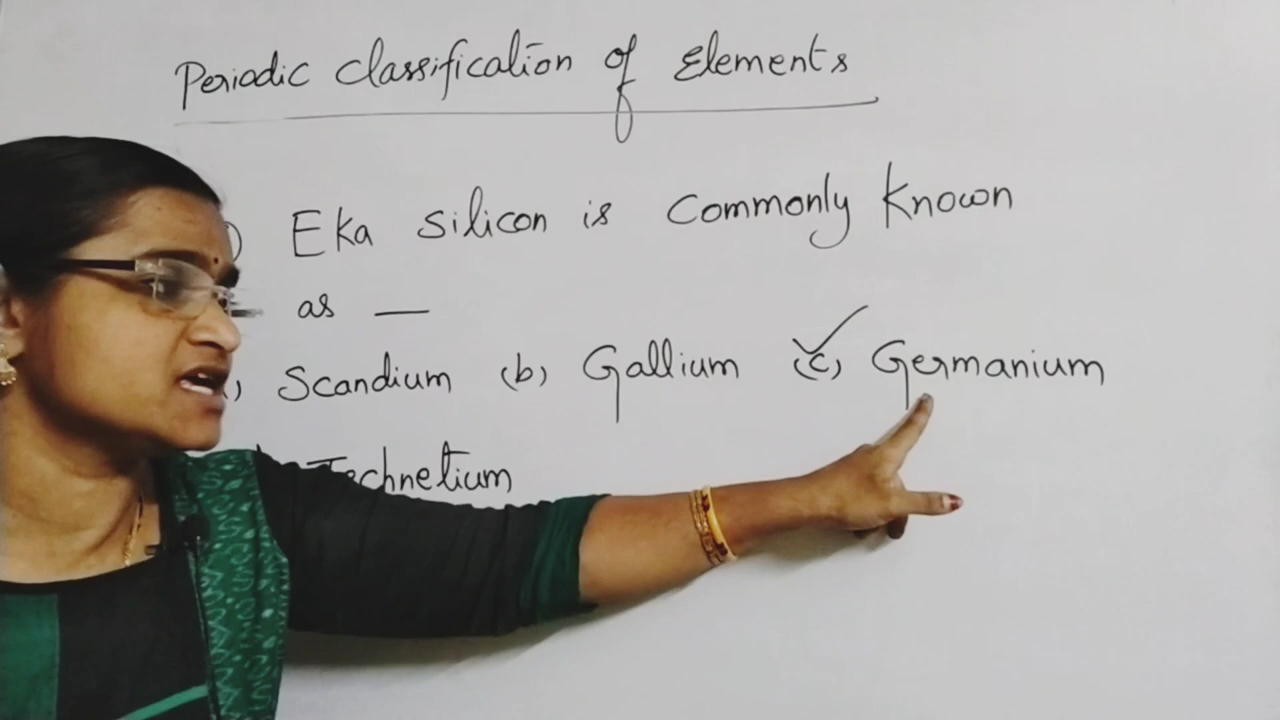 Periodic classification of Elements
) Eka silicon is commonly known
as —
) Scandium (b) Gallium (c) Germanium
Technetium